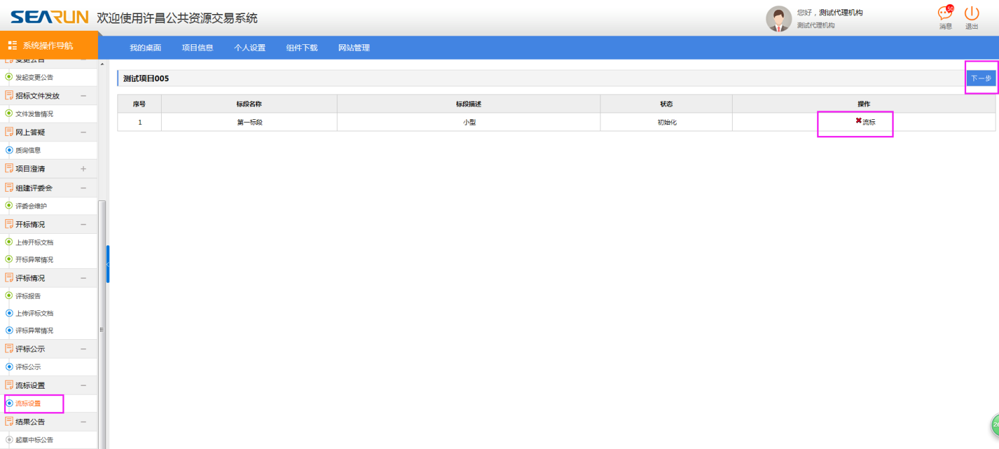 SEARUN 欢迎使用许昌公共资源交易系统
您好，测试代理机构
测试代理机构
50
消息 退出
系统操作导航
我的桌面 项目信息 个人设置 组件下载 网站管理
变更公告
发起变更公告
招标文件发放
文件发售情况
网上答疑
质询信息
项目澄清
组建评委会
评委会维护
开标情况
上传开标文档
开标异常情况
评标情况
评标报告
上传评标文档
评标异常情况
评标公示
评标公示
流标设置
流标设置
结果公告
起草中标公告
测试项目005
下一步
序号 标段名称 标段描述 状态 操作
1 第一标段 小型 初始化 流标